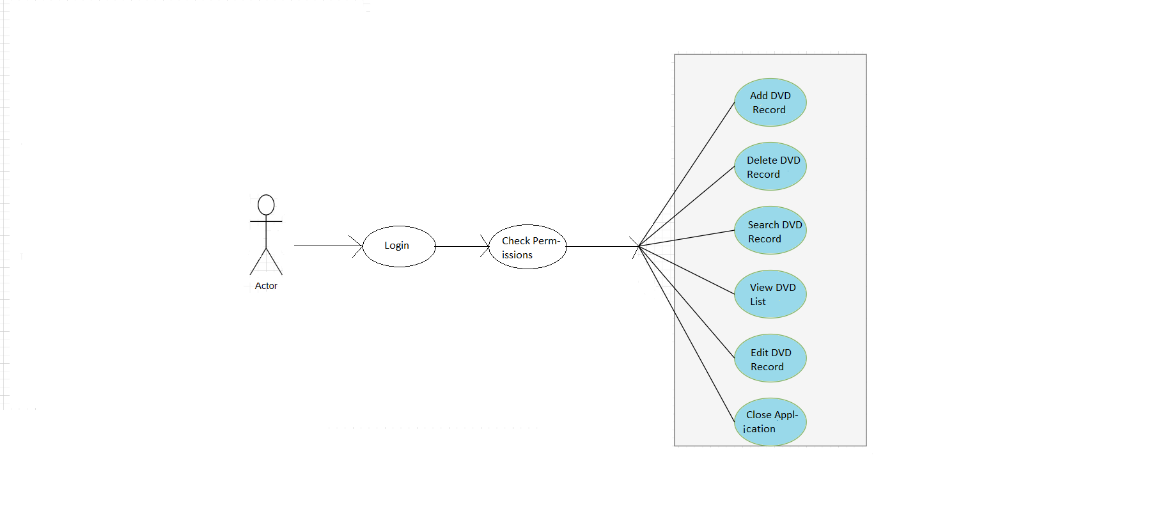 Add DVD
Record
Delete DVD
Record
Search DVD
Record
Actor
Login
Check Perm-
issions
View DVD
List
Edit DVD
Record
Close Appl-
ication